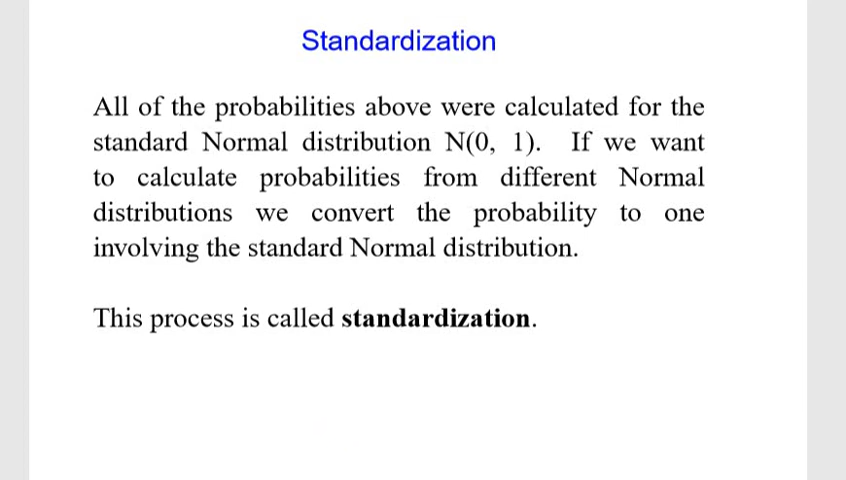 Standardization
All of the probabilities above were calculated for the
standard Normal distribution N(0, 1). If we want
to calculate probabilities from different Normal
distributions we convert the probability to one
involving the standard Normal distribution.
This process is called standardization.